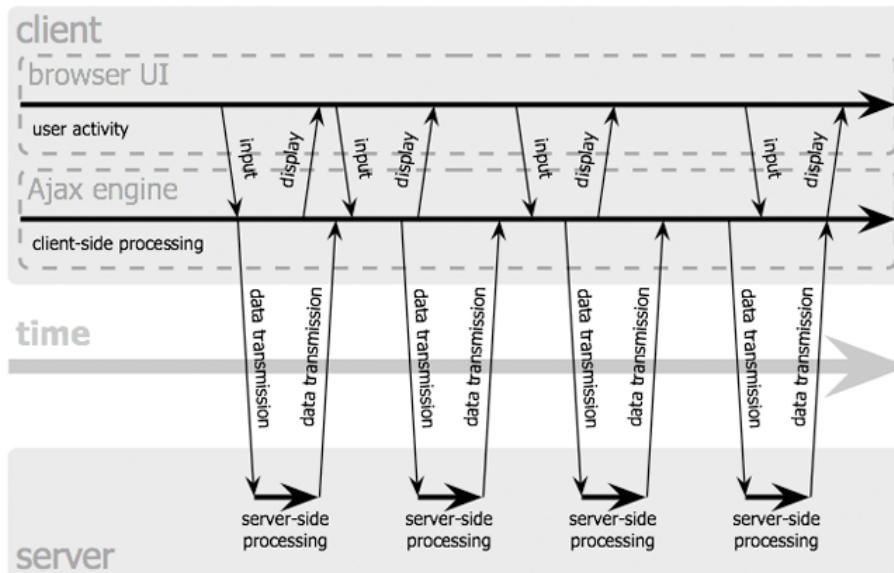 client
browser UI
user activity
input
display
input
display
input
display
input
display
Ajax engine
client-side processing
data transmission
data transmission
data transmission
data transmission
data transmission
data transmission
data transmission
data transmission
time
server-side
processing
server-side
processing
server-side
processing
server-side
processing
server